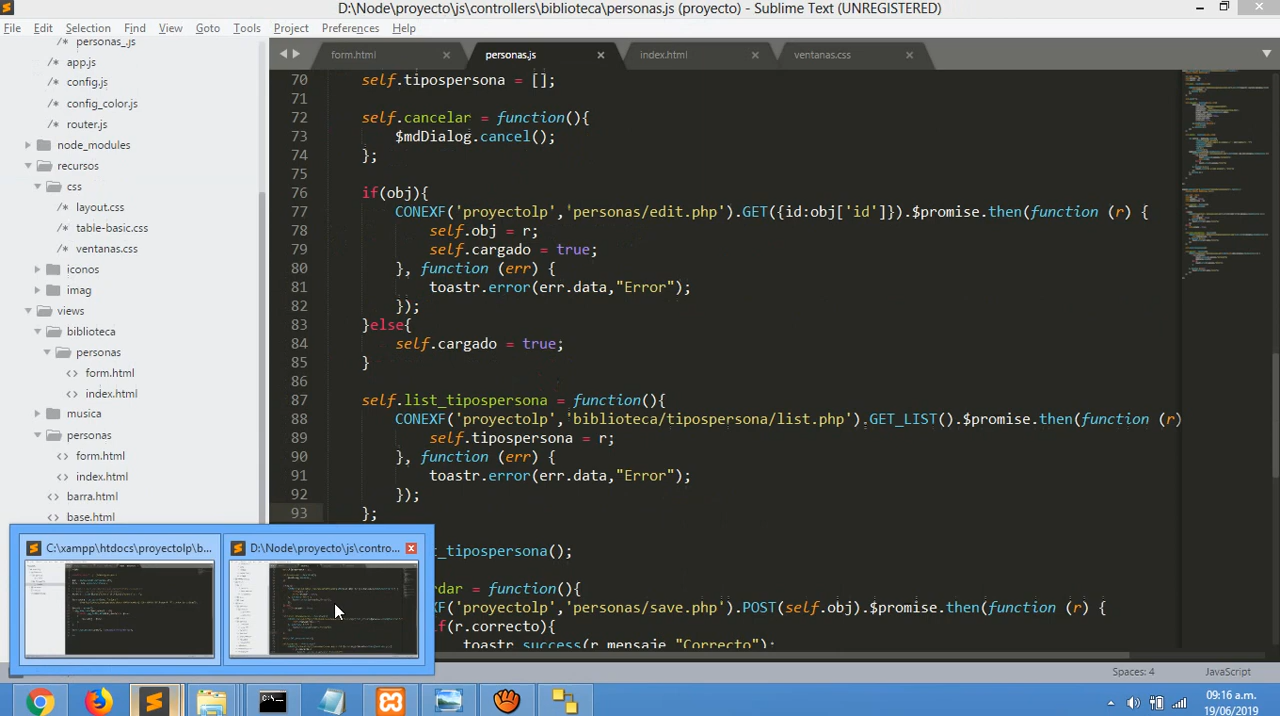 D:\Node\proyecto\js\controllers\biblioteca\personas.js (proyecto) - Sublime Text (UNREGISTERED)
File Edit Selection Find View Goto Tools Project Preferences Help
personas_.js
app.js
config.js
config_color.js
router.js
node_modules
recursos
css
layout.css
table-basic.css
ventanas.css
iconos
imag
views
biblioteca
personas
form.html
index.html
musica
personas
form.html
index.html
barra.html
base.html
form.html personas.js index.html ventanas.css
70 self.tipospersona = [];
71
72 self.cancelar = function(){
73 $mdDialog.cancel();
74 };
75
76 if(obj){
77 CONEXF('proyectolp','personas/edit.php').GET({id:obj['id']}).$promise.then(function (r) {
78 self.obj = r;
79 self.cargado = true;
80 }, function (err) {
81 toastr.error(err.data,"Error");
82 });
83 }else{
84 self.cargado = true;
85 }
86
87 self.list_tipospersona = function(){
88 CONEXF('proyectolp','biblioteca/tipospersona/list.php').GET_LIST().$promise.then(function (r)
89 self.tipospersona = r;
90 }, function (err) {
91 toastr.error(err.data,"Error");
92 });
93 };
t_tipospersona();
rdar = function(){
XF('proyectolp','personas/save.php').POST(self.obj).$promise.then(function (r) {
if(r.correcto){
toastr.success(r.mensaje,"Correcto")
C:\xampp\htdocs\proyectolp\b...
D:\Node\proyecto\js\contro...
Spaces: 4 JavaScript
09:16 a.m.
19/06/2019